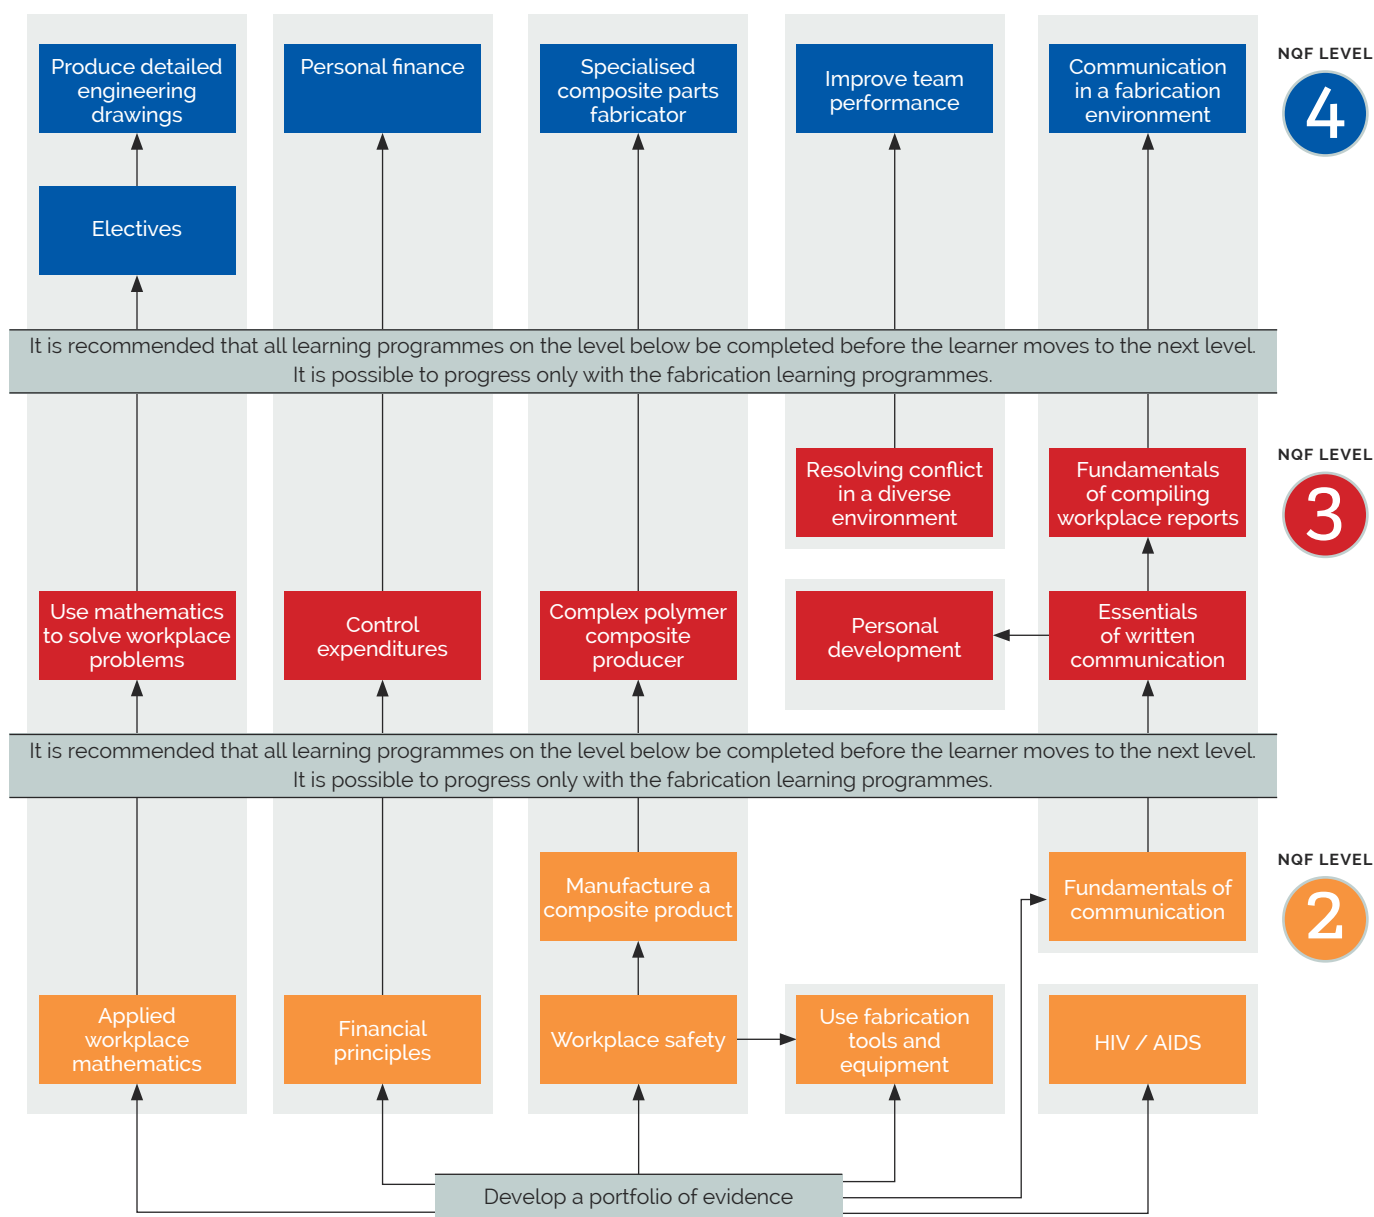 Produce detailed
engineering
drawings
Personal finance
Specialised
composite parts
fabricator
Improve team
performance
Communication
in a fabrication
environment
NQF LEVEL
4
Electives
It is recommended that all learning programmes on the level below be completed before the learner moves to the next level.
It is possible to progress only with the fabrication learning programmes.
Resolving conflict
in a diverse
environment
Fundamentals
of compiling
workplace reports
NQF LEVEL
3
Use mathematics
to solve workplace
problems
Control
expenditures
Complex polymer
composite
producer
Personal
development
Essentials
of written
communication
It is recommended that all learning programmes on the level below be completed before the learner moves to the next level.
It is possible to progress only with the fabrication learning programmes.
Manufacture a
composite product
Fundamentals of
communication
NQF LEVEL
2
Applied
workplace
mathematics
Financial
principles
Workplace safety
Use fabrication
tools and
equipment
HIV / AIDS
Develop a portfolio of evidence